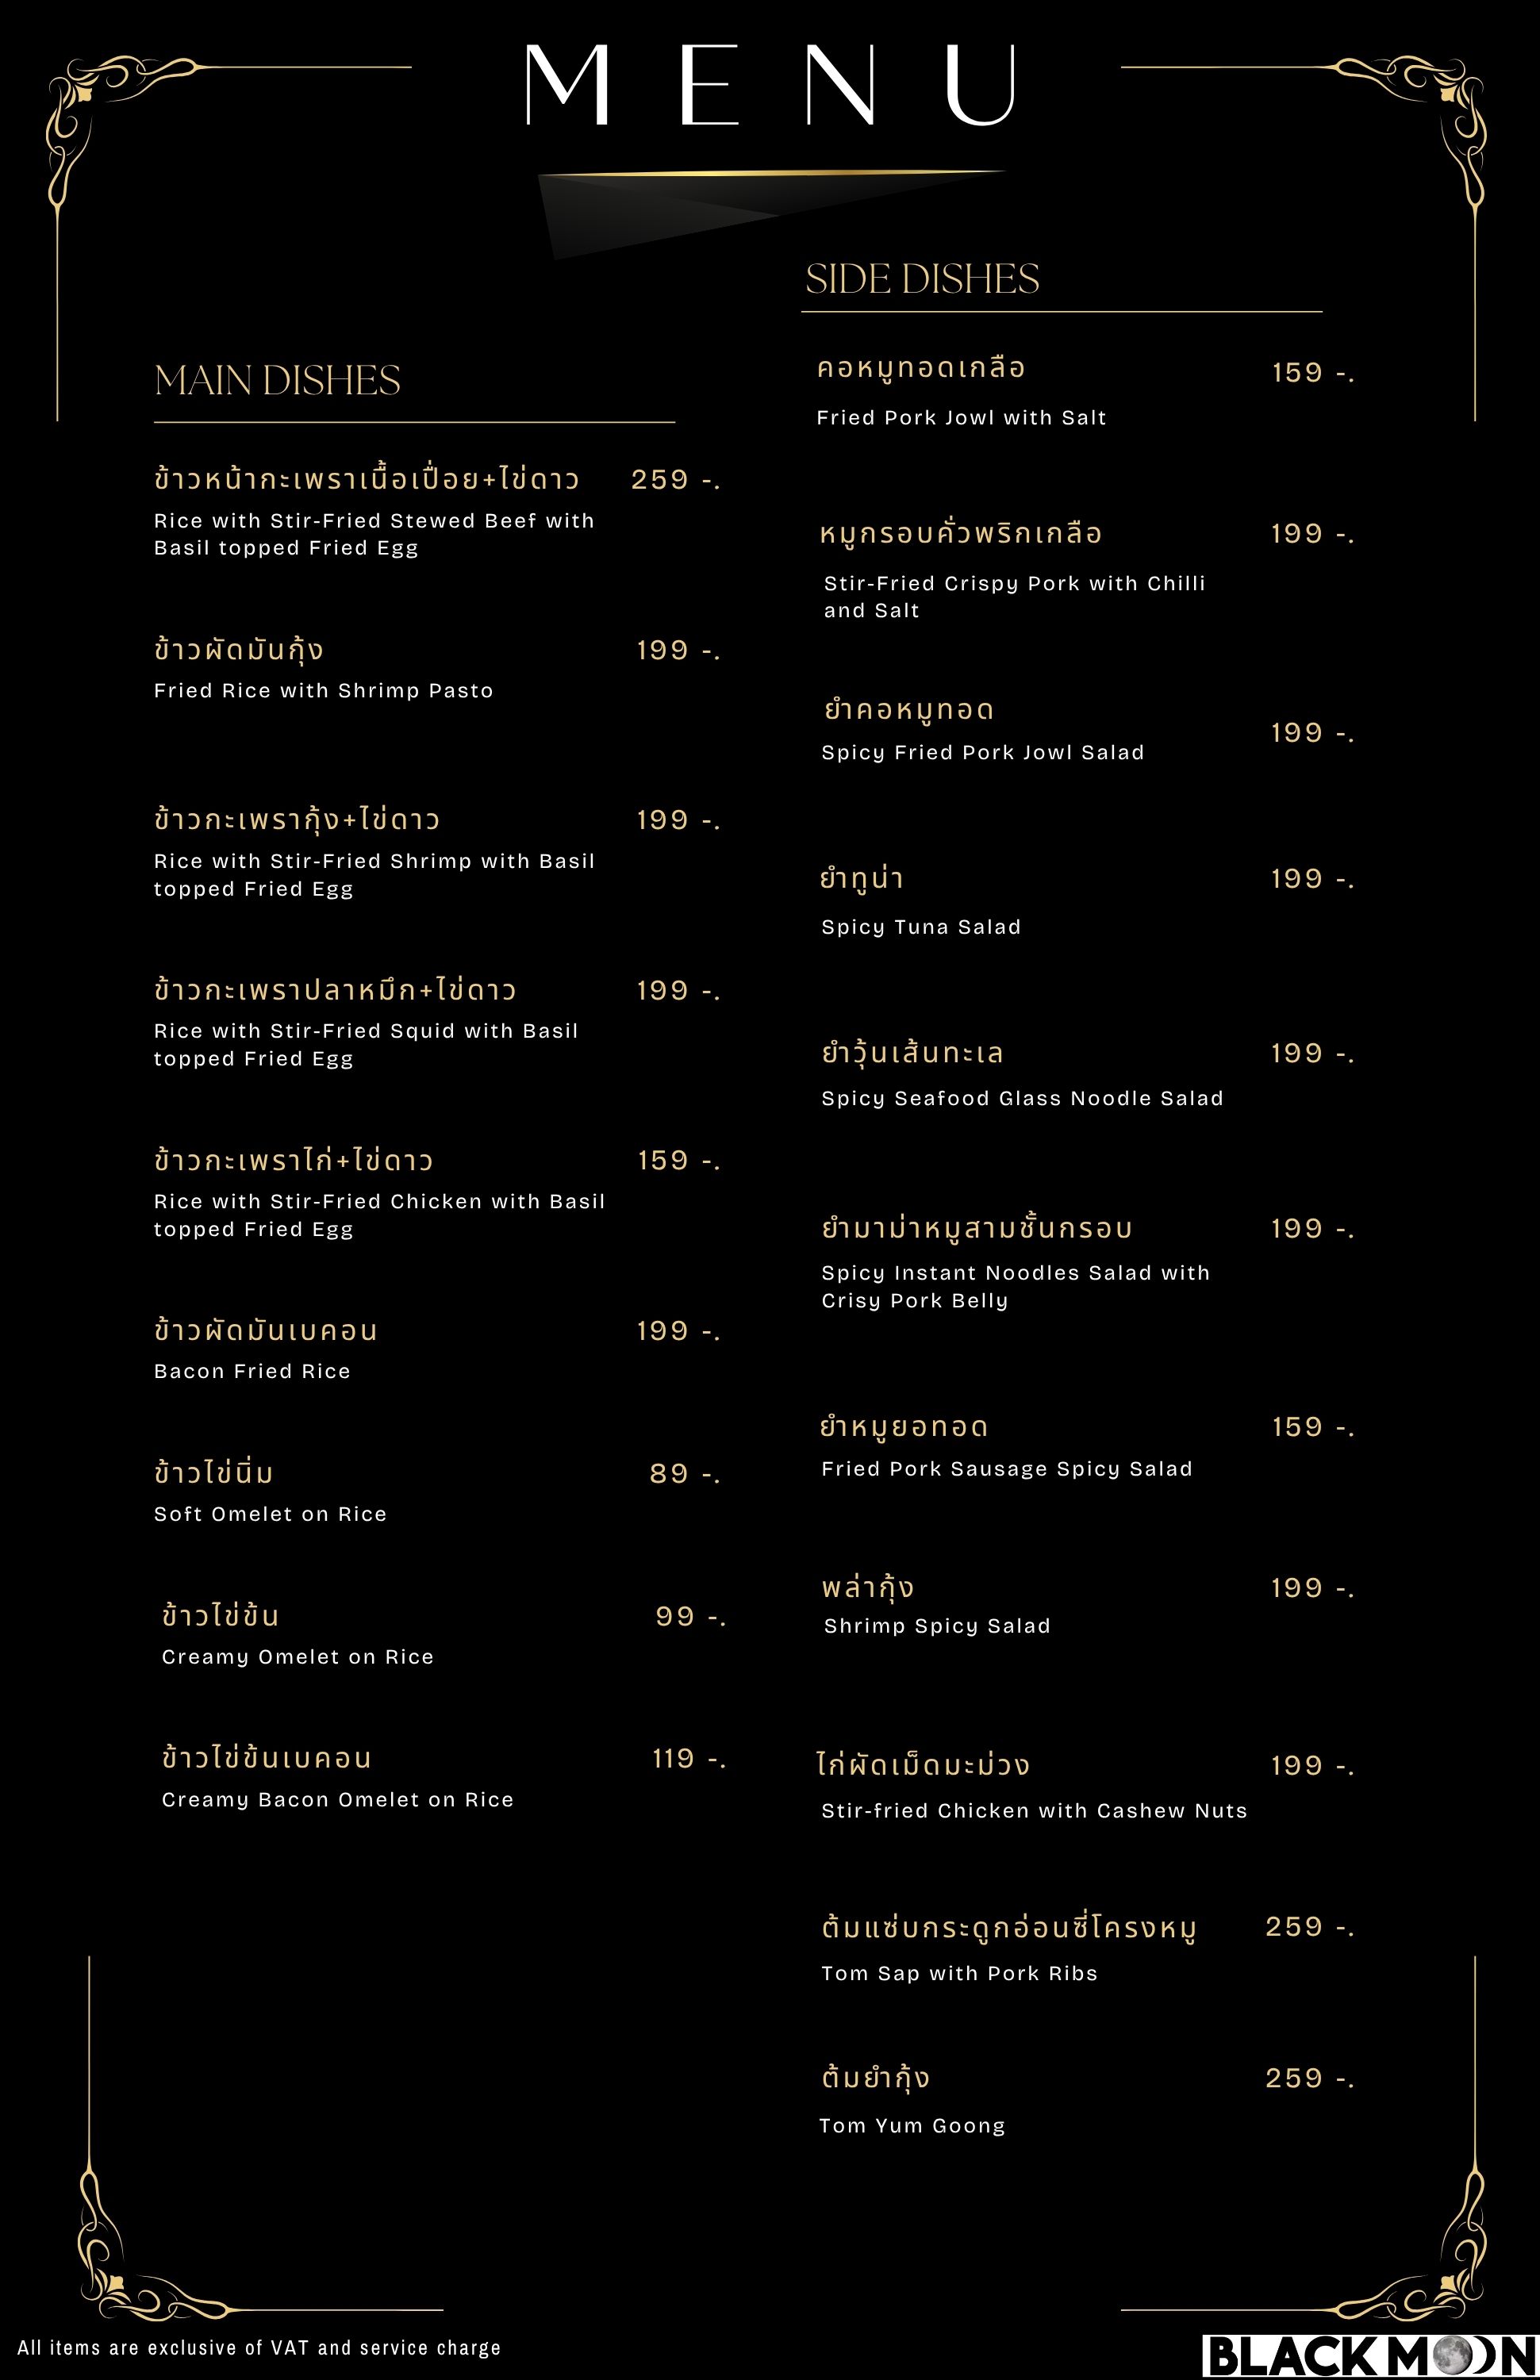 MENU
MAIN DISHES
ข้าวหน้ากะเพราเนื้อเปื่อย+ไข่ดาว 259 -.
Rice with Stir-Fried Stewed Beef with
Basil topped Fried Egg
ข้าวผัดมันกุ้ง 199 -.
Fried Rice with Shrimp Pasto
ข้าวกะเพรากุ้ง+ไข่ดาว 199 -.
Rice with Stir-Fried Shrimp with Basil
topped Fried Egg
ข้าวกะเพราปลาหมึก+ไข่ดาว 199 -.
Rice with Stir-Fried Squid with Basil
topped Fried Egg
ข้าวกะเพราไก่+ไข่ดาว 159 -.
Rice with Stir-Fried Chicken with Basil
topped Fried Egg
ข้าวผัดมันเบคอน 199 -.
Bacon Fried Rice
ข้าวไข่นิ่ม 89 -.
Soft Omelet on Rice
ข้าวไข่ข้น 99 -.
Creamy Omelet on Rice
ข้าวไข่ข้นเบคอน 119 -.
Creamy Bacon Omelet on Rice
SIDE DISHES
คอหมูทอดเกลือ 159 -.
Fried Pork Jowl with Salt
หมูกรอบคั่วพริกเกลือ 199 -.
Stir-Fried Crispy Pork with Chilli
and Salt
ยำคอหมูทอด 199 -.
Spicy Fried Pork Jowl Salad
ยำทูน่า 199 -.
Spicy Tuna Salad
ยำวุ้นเส้นทะเล 199 -.
Spicy Seafood Glass Noodle Salad
ยำมาม่าหมูสามชั้นกรอบ 199 -.
Spicy Instant Noodles Salad with
Crisy Pork Belly
ยำหมูยอทอด 159 -.
Fried Pork Sausage Spicy Salad
พล่ากุ้ง 199 -.
Shrimp Spicy Salad
ไก่ผัดเม็ดมะม่วง 199 -.
Stir-fried Chicken with Cashew Nuts
ต้มแซ่บกระดูกอ่อนซี่โครงหมู 259 -.
Tom Sap with Pork Ribs
ต้มยำกุ้ง 259 -.
Tom Yum Goong
All items are exclusive of VAT and service charge
BLACKMOON